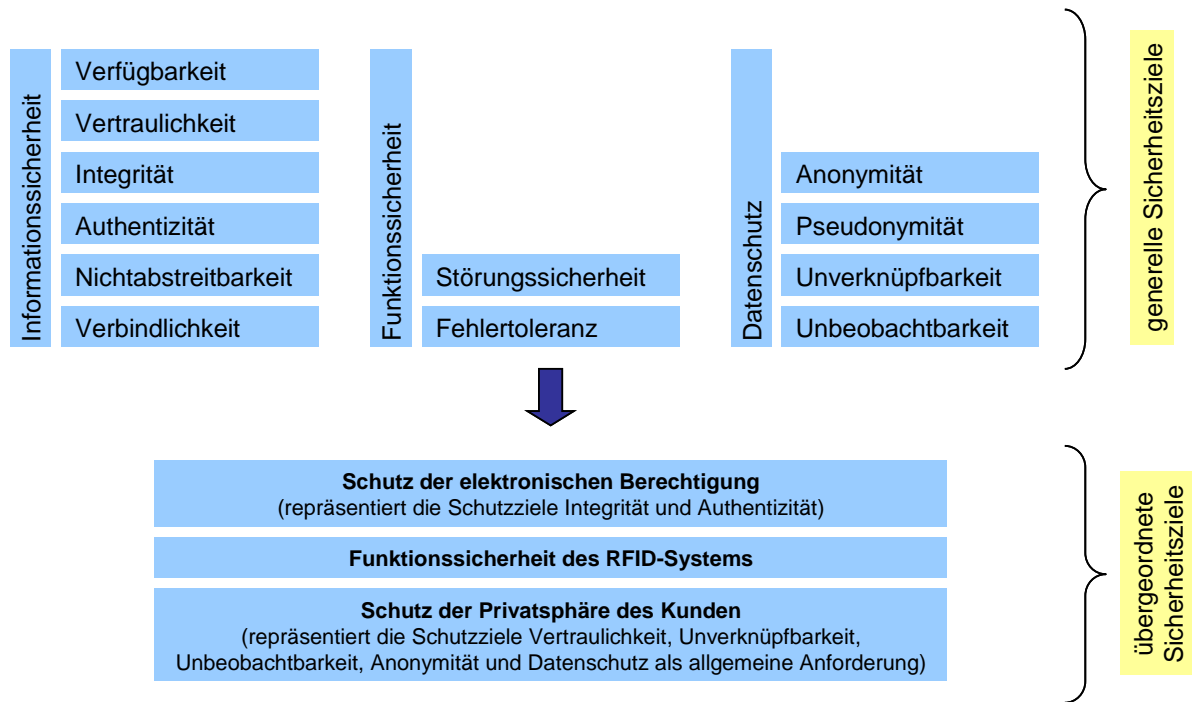 Informationssicherheit
Verfügbarkeit
Vertraulichkeit
Integrität
Authentizität
Nichtabstreitbarkeit
Verbindlichkeit
Funktionssicherheit
Störungssicherheit
Fehlertoleranz
Datenschutz
Anonymität
Pseudonymität
Unverknüpfbarkeit
Unbeobachtbarkeit
generelle Sicherheitsziele
Schutz der elektronischen Berechtigung
(repräsentiert die Schutzziele Integrität und Authentizität)
Funktionssicherheit des RFID-Systems
Schutz der Privatsphäre des Kunden
(repräsentiert die Schutzziele Vertraulichkeit, Unverknüpfbarkeit,
Unbeobachtbarkeit, Anonymität und Datenschutz als allgemeine Anforderung)
übergeordnete
Sicherheitsziele